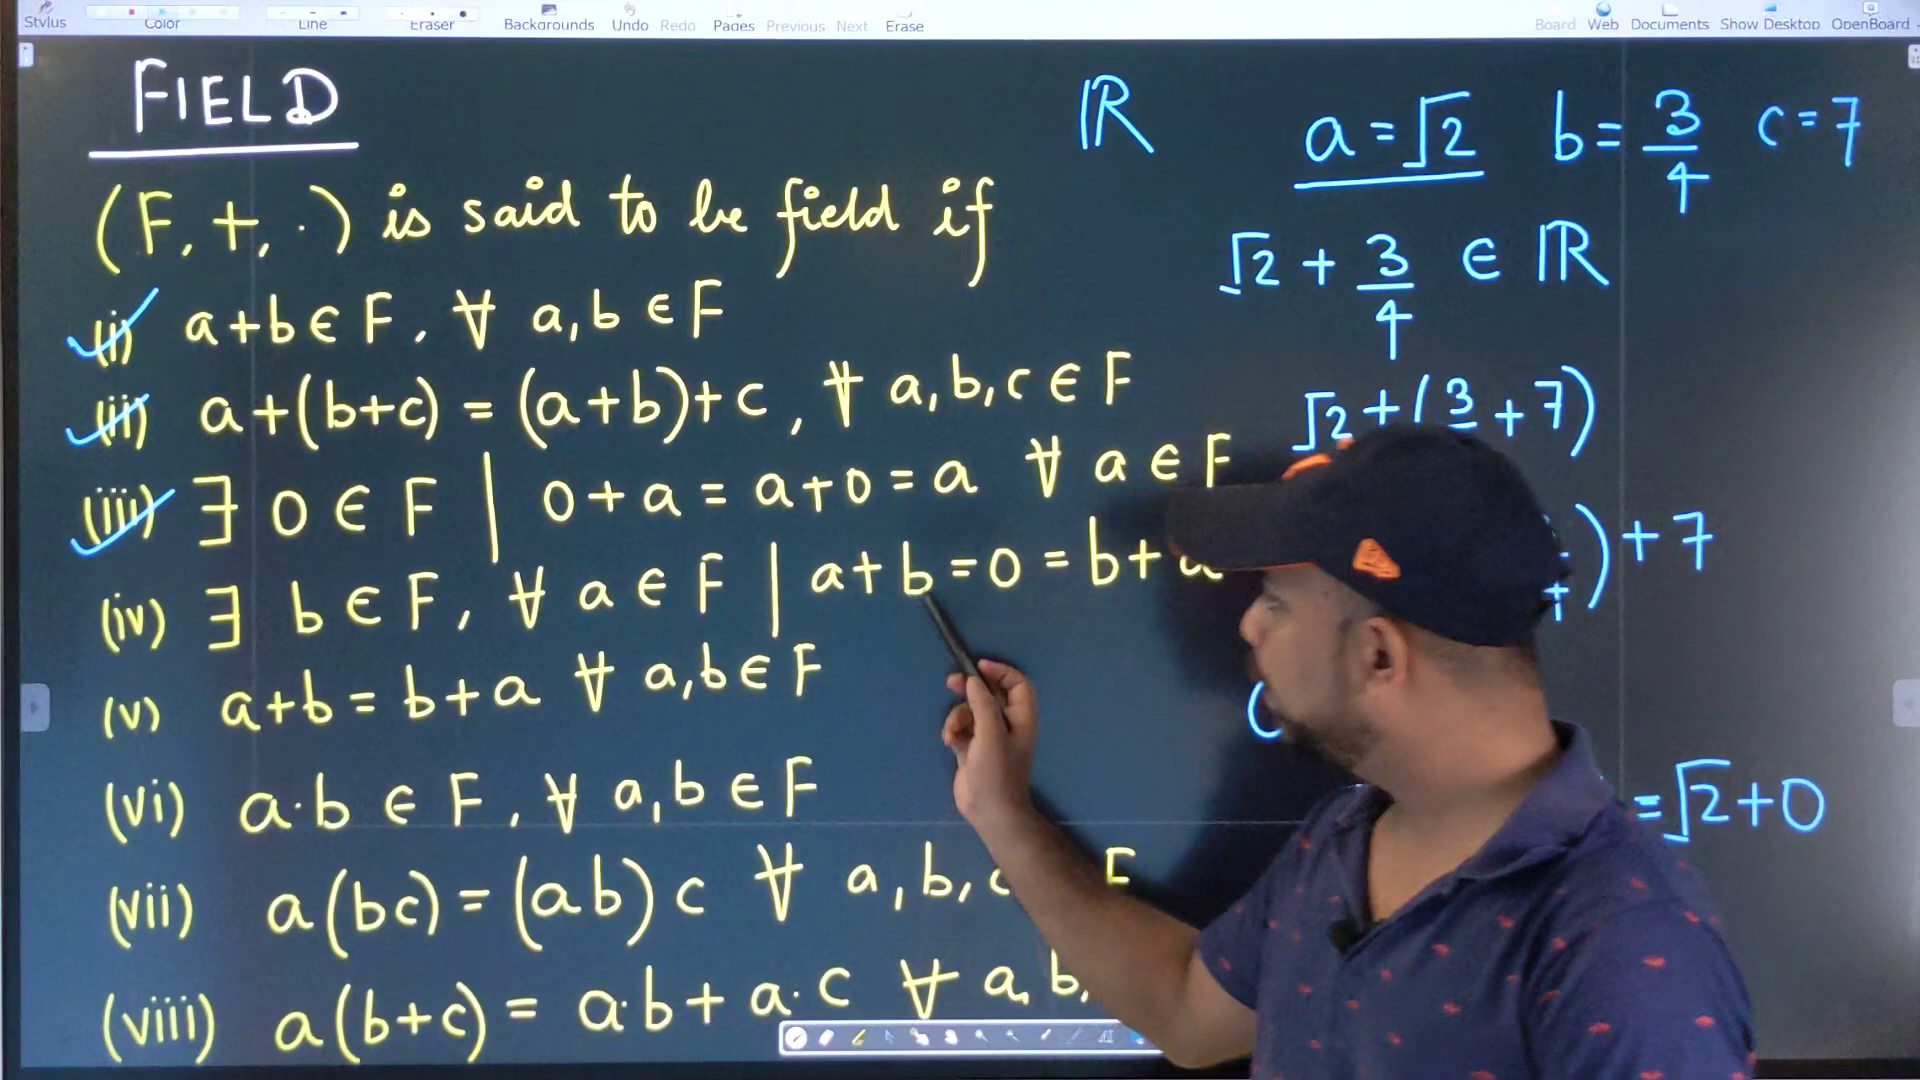 Stylus Color Line Eraser Backgrounds Undo Redo Pages Previous Next Erase Board Web Documents Show Desktop OpenBoard
FIELD
(F, +, ·) is said to be field if
(i) a+b ∈ F, ∀ a,b ∈ F
(ii) a+(b+c) = (a+b)+c, ∀ a,b,c ∈ F
(iii) ∃ 0 ∈ F | 0+a = a+0 = a ∀ a ∈ F
(iv) ∃ b ∈ F, ∀ a ∈ F | a+b = 0 = b+a
(v) a+b = b+a ∀ a,b ∈ F
(vi) a·b ∈ F, ∀ a,b ∈ F
(vii) a(bc) = (ab)c ∀ a,b,c F
(viii) a(b+c) = a·b + a·c ∀ a, b,
ℝ a = √2 b = 3/4 c = 7
√2 + 3/4 ∈ ℝ
√2 + (3 + 7)
) + 7
= √2 + 0